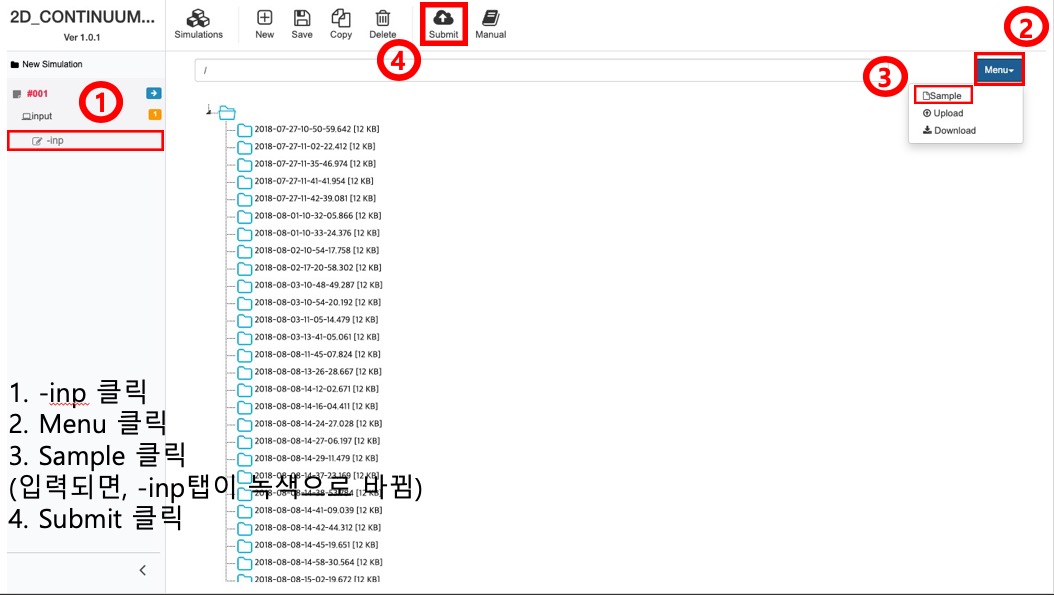 2D_CONTINUUM...
Ver 1.0.1
Simulations
New
Save
Copy
Delete
Submit
Manual
2
4
New Simulation
/
3
Menu
#001
1
Sample
input
1
Upload
-inp
Download
2018-07-27-10-50-59.642 [12 KB]
2018-07-27-11-02-22.412 [12 KB]
2018-07-27-11-35-46.974 [12 KB]
2018-07-27-11-41-41.954 [12 KB]
2018-07-27-11-42-39.081 [12 KB]
2018-08-01-10-32-05.866 [12 KB]
2018-08-01-10-33-24.376 [12 KB]
2018-08-02-10-54-17.758 [12 KB]
2018-08-02-17-20-58.302 [12 KB]
2018-08-03-10-48-49.287 [12 KB]
2018-08-03-10-54-20.192 [12 KB]
2018-08-03-11-05-14.479 [12 KB]
2018-08-03-13-41-05.061 [12 KB]
2018-08-08-11-45-07.824 [12 KB]
2018-08-08-13-26-28.667 [12 KB]
2018-08-08-14-12-02.671 [12 KB]
2018-08-08-14-16-04.411 [12 KB]
2018-08-08-14-24-27.028 [12 KB]
2018-08-08-14-27-06.197 [12 KB]
2018-08-08-14-29-11.479 [12 KB]
2018-08-08-14-37-23.169 [12 KB]
2018-08-08-14-41-09.039 [12 KB]
2018-08-08-14-42-44.312 [12 KB]
2018-08-08-14-45-19.651 [12 KB]
2018-08-08-14-58-30.564 [12 KB]
2018-08-08-15-02-19.672 [12 KB]
1. -inp 클릭
2. Menu 클릭
3. Sample 클릭
(입력되면, -inp탭이 녹색으로 바뀜)
4. Submit 클릭